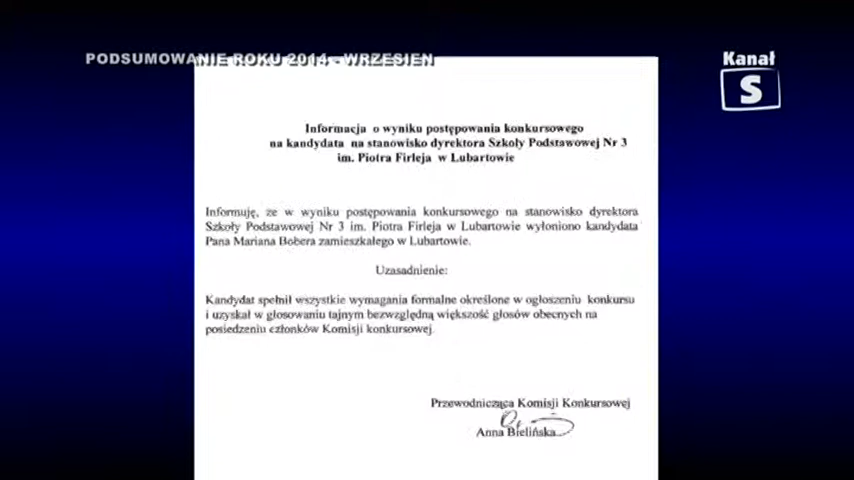 PODSUMOWANIE ROKU 2014 - WRZESIEŃ
Kanał
S
Informacja o wyniku postępowania konkursowego
na kandydata na stanowisko dyrektora Szkoły Podstawowej Nr 3
im. Piotra Firleja w Lubartowie
Informuję, że w wyniku postępowania konkursowego na stanowisko dyrektora
Szkoły Podstawowej Nr 3 im. Piotra Firleja w Lubartowie wyłoniono kandydata
Pana Mariana Bobera zamieszkałego w Lubartowie.
Uzasadnienie:
Kandydat spełnił wszystkie wymagania formalne określone w ogłoszeniu konkursu
i uzyskał w głosowaniu tajnym bezwzględną większość głosów obecnych na
posiedzeniu członków Komisji konkursowej.
Przewodnicząca Komisji Konkursowej
Anna Bielińska